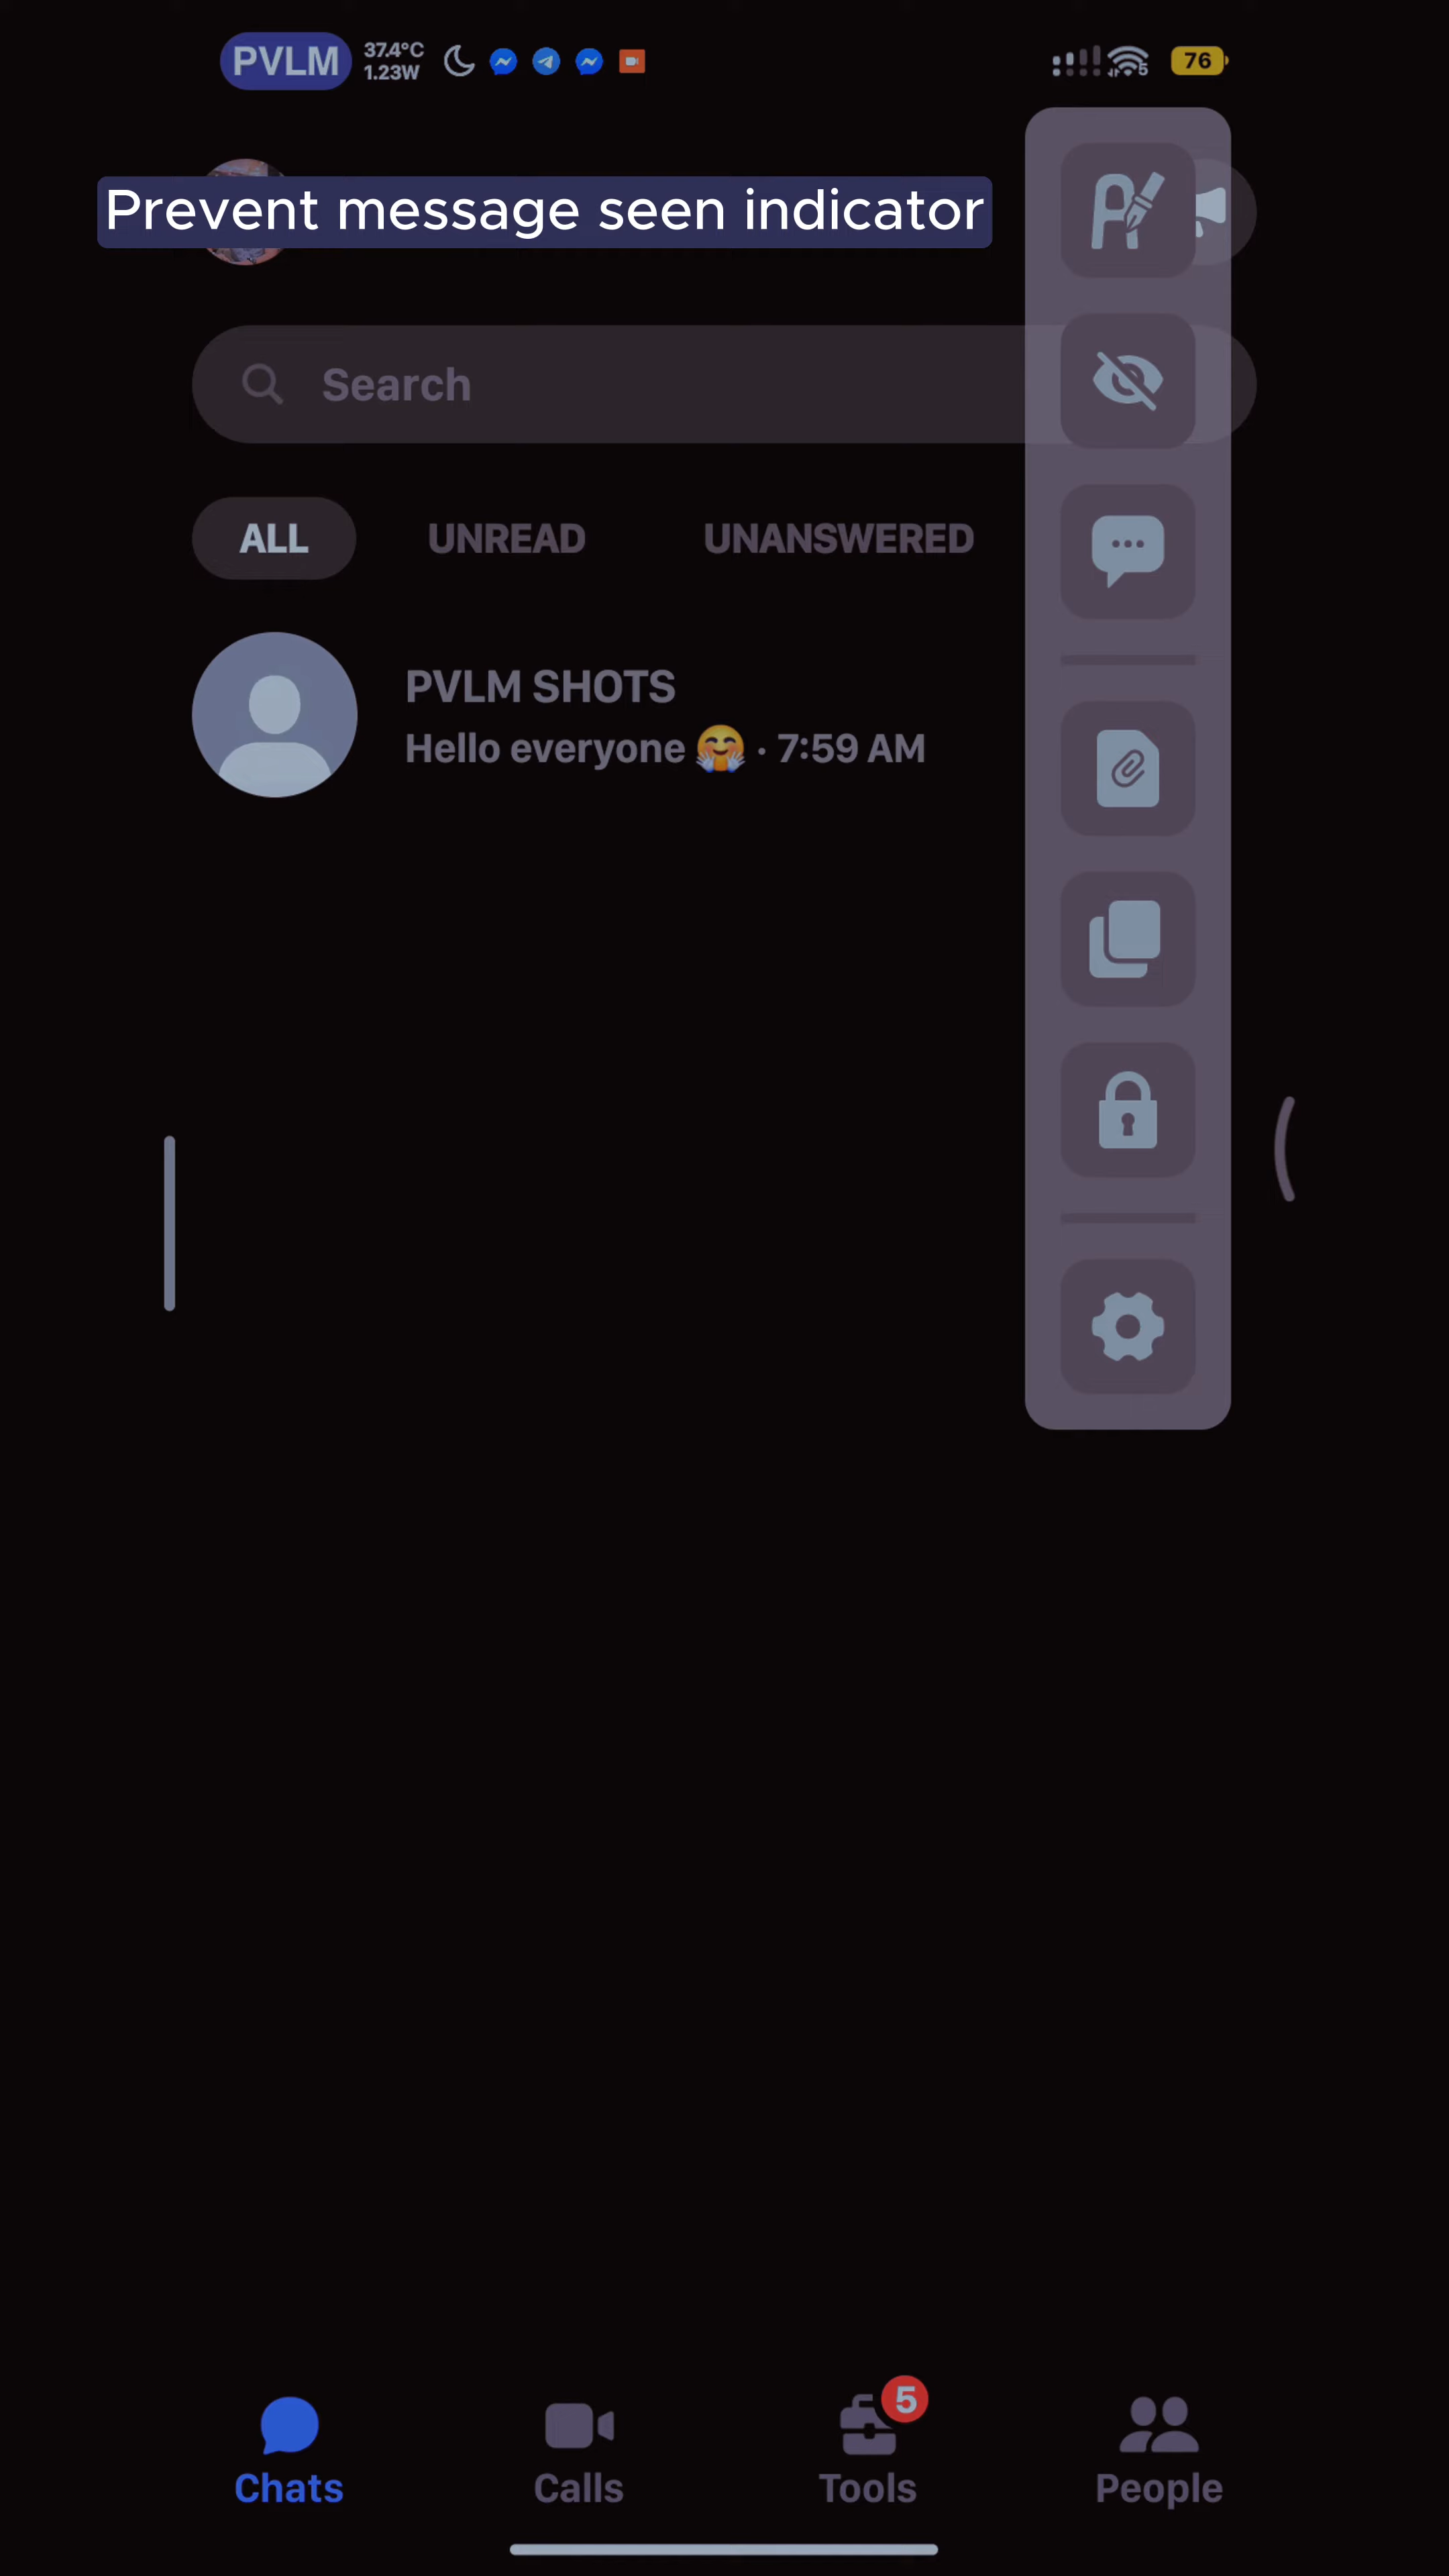 PVLM 37.4°C 76
1.23W
Prevent message seen indicator
Search
ALL UNREAD UNANSWERED
PVLM SHOTS
Hello everyone 🤗 · 7:59 AM
5
Chats Calls Tools People